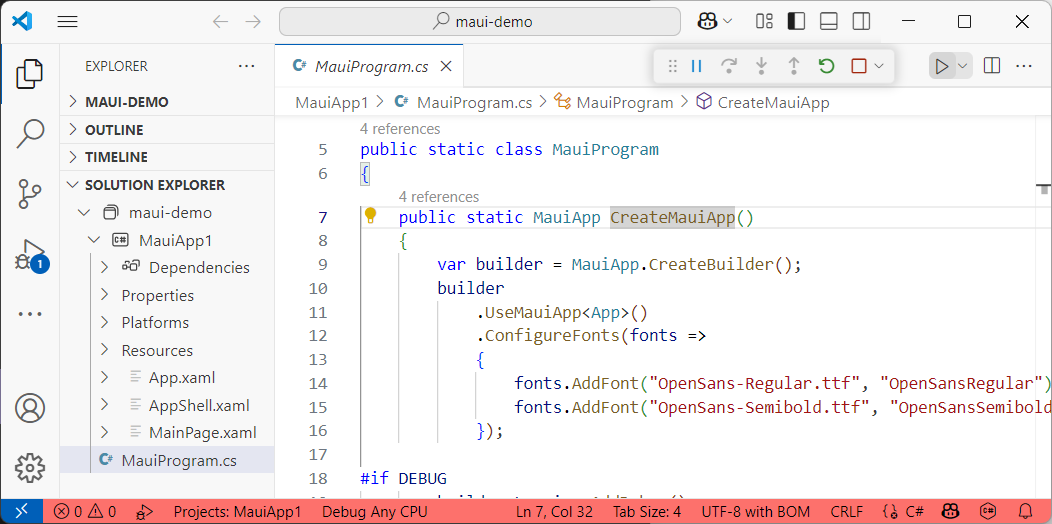 maui-demo
EXPLORER
MAUI-DEMO
OUTLINE
TIMELINE
SOLUTION EXPLORER
maui-demo
C#
MauiApp1
Dependencies
Properties
Platforms
Resources
App.xaml
AppShell.xaml
MainPage.xaml
C# MauiProgram.cs
1
C# MauiProgram.cs
MauiApp1 > C# MauiProgram.cs > MauiProgram > CreateMauiApp
4 references
5 public static class MauiProgram
6 {
4 references
7 public static MauiApp CreateMauiApp()
8 {
9 var builder = MauiApp.CreateBuilder();
10 builder
11 .UseMauiApp<App>()
12 .ConfigureFonts(fonts =>
13 {
14 fonts.AddFont("OpenSans-Regular.ttf", "OpenSansRegular")
15 fonts.AddFont("OpenSans-Semibold.ttf", "OpenSansSemibold
16 });
17
18 #if DEBUG
0 0 Projects: MauiApp1 Debug Any CPU Ln 7, Col 32 Tab Size: 4 UTF-8 with BOM CRLF {} C#